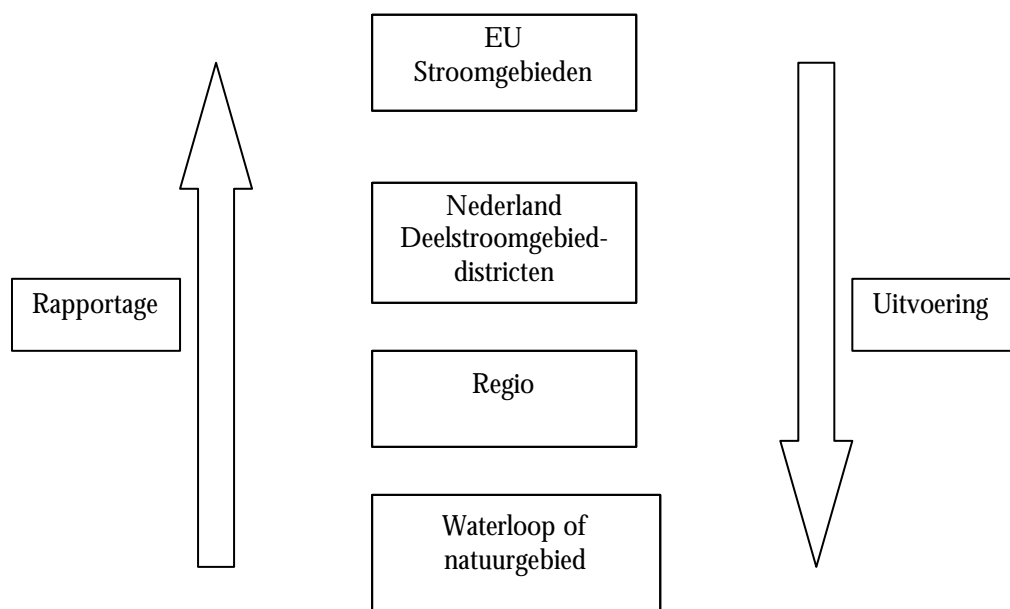 EU
Stroomgebieden
Nederland
Deelstroomgebied-
districten
Rapportage
Uitvoering
Regio
Waterloop of
natuurgebied